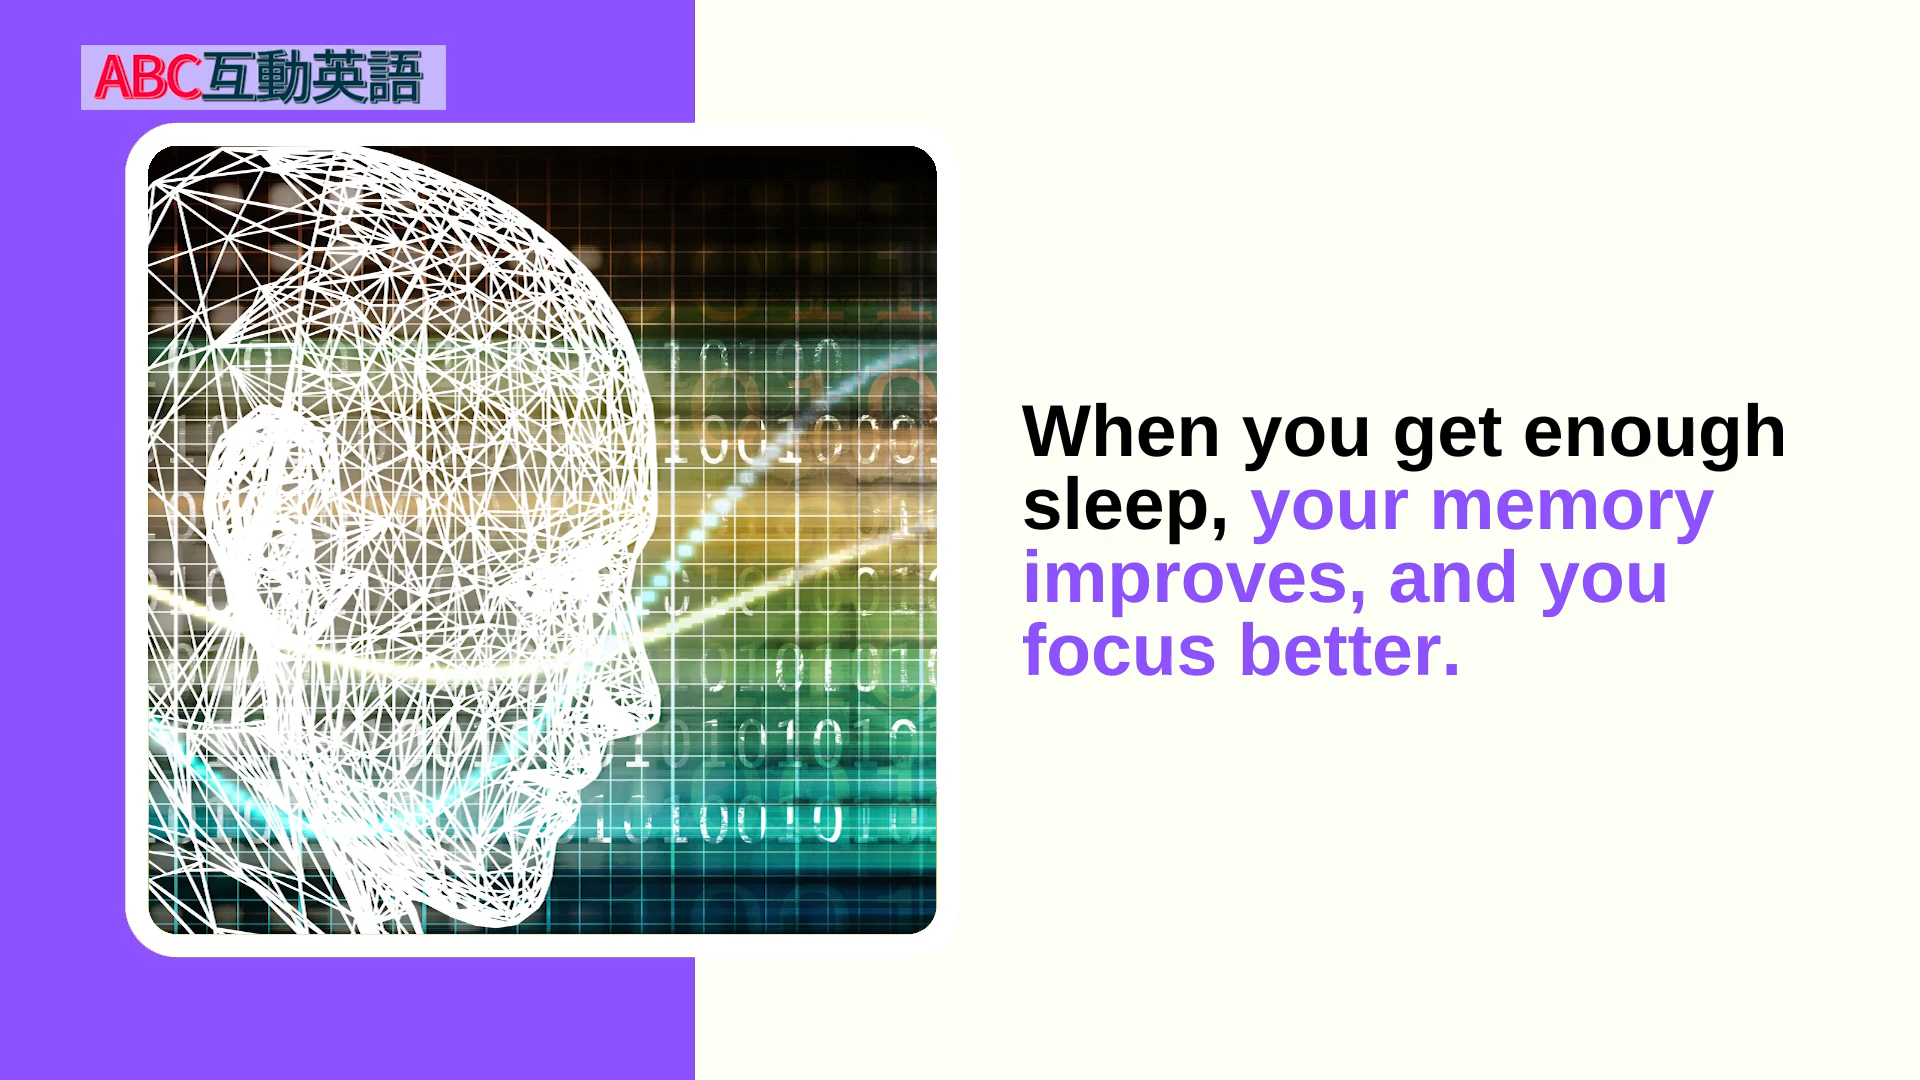 ABC互動英語
When you get enough
sleep, your memory
improves, and you
focus better.